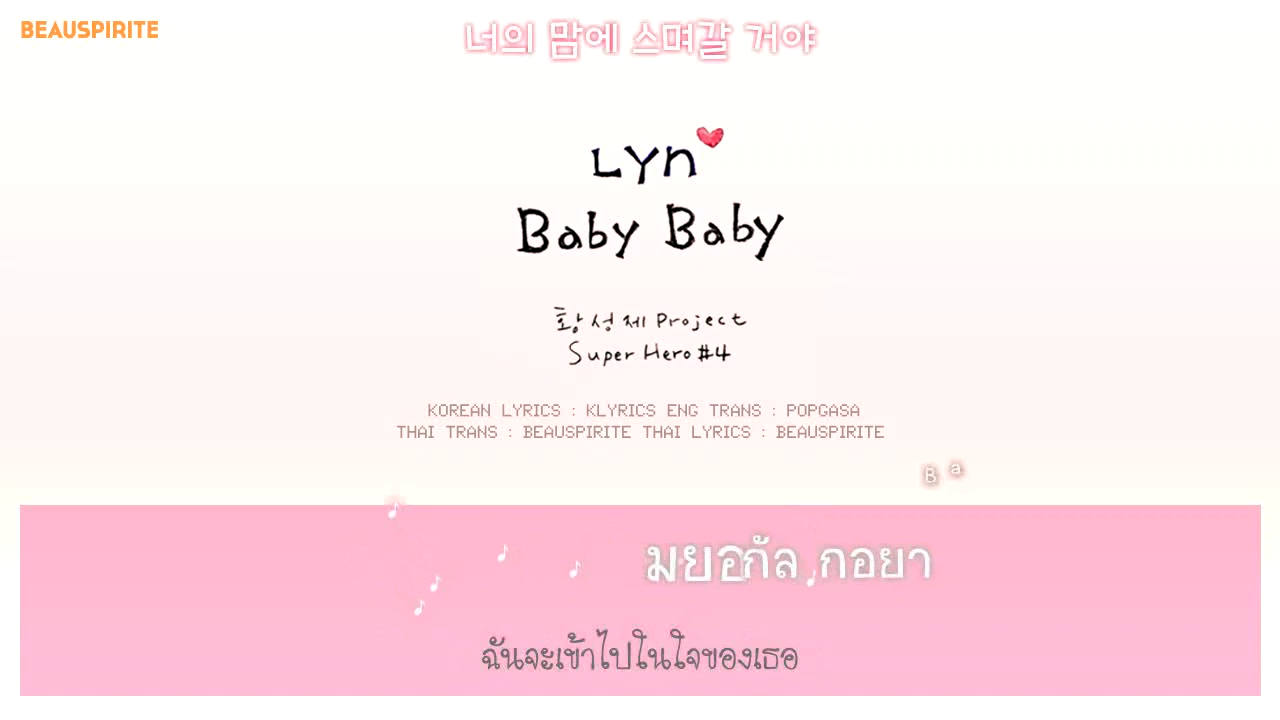 BEAUSPIRITE
너의 맘에 스며갈 거야
Lyn
Baby Baby
황성제 Project
Super Hero #4
KOREAN LYRICS : KLYRICS ENG TRANS : POPGASA
THAI TRANS : BEAUSPIRITE THAI LYRICS : BEAUSPIRITE
B a
มยอกัล กอยา
ฉันจะเข้าไปในใจของเธอ